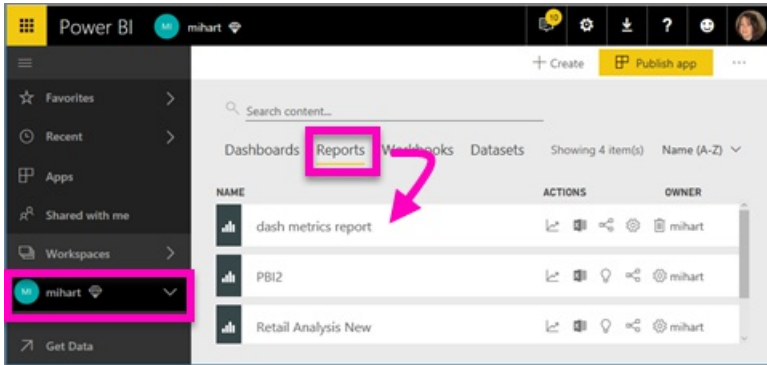 Power BI MI mihart 10 ?
+ Create Publish app ...
Favorites
Search content...
Recent
Dashboards Reports Workbooks Datasets Showing 4 item(s) Name (A-Z)
Apps
NAME ACTIONS OWNER
Shared with me
dash metrics report mihart
Workspaces
PBI2 mihart
MI mihart
Retail Analysis New mihart
Get Data